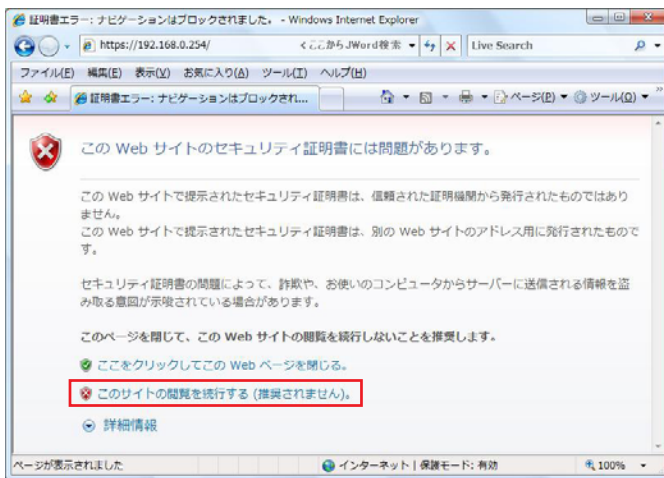 証明書エラー: ナビゲーションはブロックされました。 - Windows Internet Explorer
https://192.168.0.254/ <ここからJWord検索 Live Search
ファイル(F) 編集(E) 表示(V) お気に入り(A) ツール(T) ヘルプ(H)
証明書エラー: ナビゲーションはブロックされ... ページ(P) ツール(O) »
この Web サイトのセキュリティ証明書には問題があります。
この Web サイトで提示されたセキュリティ証明書は、信頼された証明機関から発行されたものではあり
ません。
この Web サイトで提示されたセキュリティ証明書は、別の Web サイトのアドレス用に発行されたもので
す。
セキュリティ証明書の問題によって、詐欺や、お使いのコンピュータからサーバーに送信される情報を盗
み取る意図が示唆されている場合があります。
このページを閉じて、この Web サイトの閲覧を続行しないことを推奨します。
ここをクリックしてこの Web ページを閉じる。
このサイトの閲覧を続行する (推奨されません)。
詳細情報
ページが表示されました インターネット | 保護モード: 有効 100%